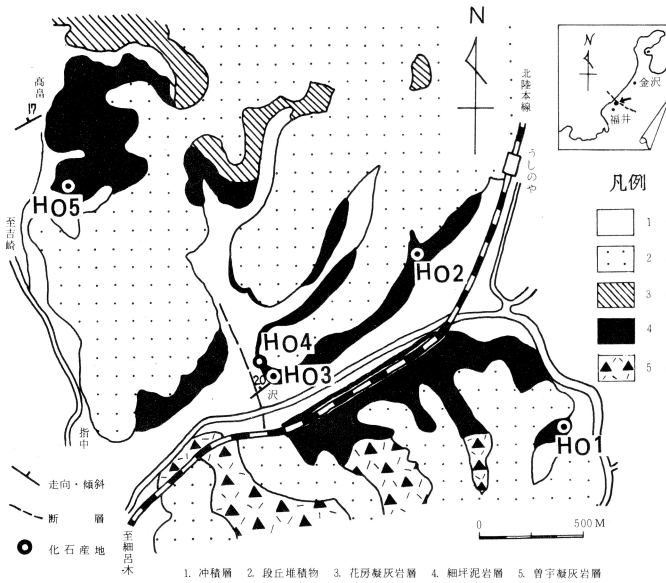 N
N
金沢
福井
高畠
17
北陸本線
うしのや
凡例
1
2
3
4
5
HO5
至吉崎
HO2
HO4
HO3
20
沢
HO1
指中
走向・傾斜
断層
化石産地
至細呂木
0 500M
1. 冲積層 2. 段丘堆積物 3. 花房凝灰岩層 4. 細坪泥岩層 5. 曽宇凝灰岩層